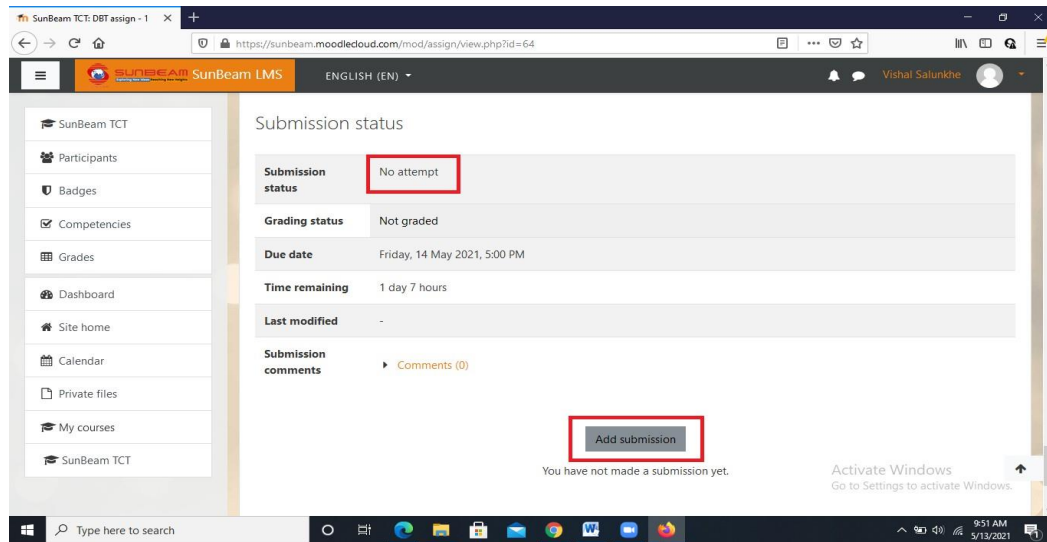 SunBeam TCT: DBT assign - 1
https://sunbeam.moodlecloud.com/mod/assign/view.php?id=64
SUNBEAM SunBeam LMS ENGLISH (EN) Vishal Salunkhe
SunBeam TCT
Participants
Badges
Competencies
Grades
Dashboard
Site home
Calendar
Private files
My courses
SunBeam TCT
Submission status
Submission status No attempt
Grading status Not graded
Due date Friday, 14 May 2021, 5:00 PM
Time remaining 1 day 7 hours
Last modified -
Submission comments Comments (0)
Add submission
You have not made a submission yet.
Activate Windows
Go to Settings to activate Windows.
Type here to search
9:51 AM
5/13/2021